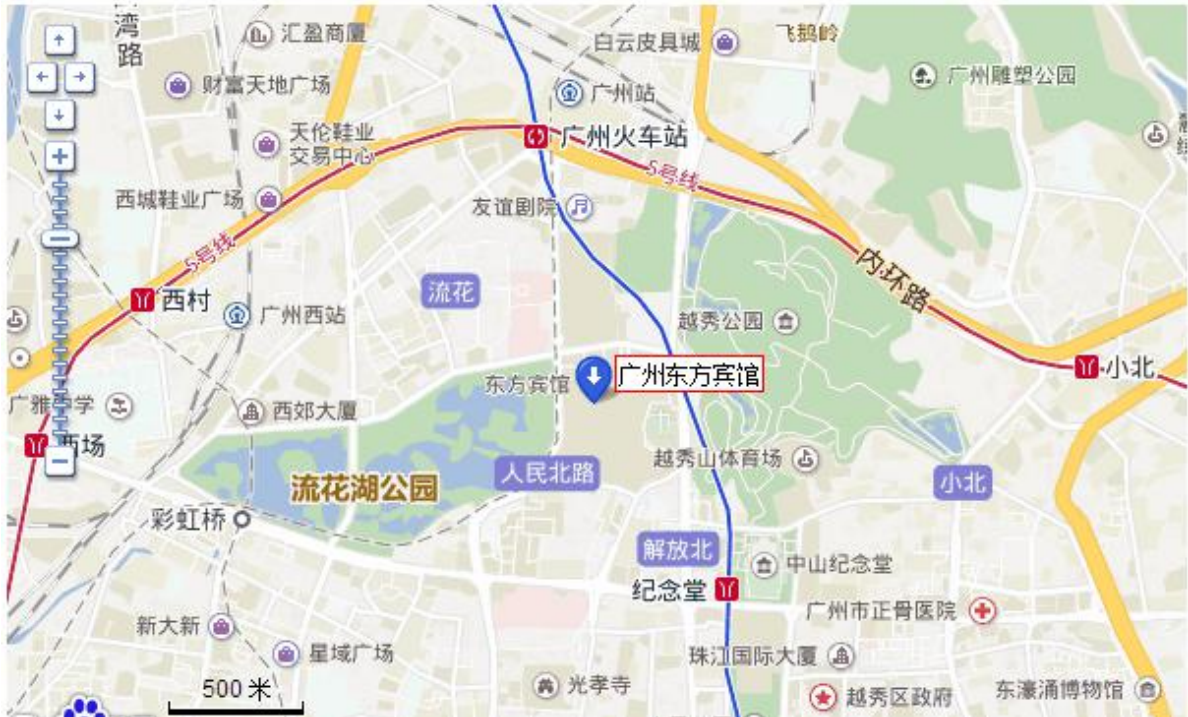 湾路
汇盈商厦
白云皮具城
飞鹅岭
财富天地广场
广州站
广州雕塑公园
天伦鞋业
交易中心
广州火车站
5号线
西城鞋业广场
友谊剧院
5号线
内环路
西村
流花
广州西站
越秀公园
小北
东方宾馆
广州东方宾馆
西郊大厦
西场
人民北路
越秀山体育场
小北
流花湖公园
彩虹桥
解放北
中山纪念堂
纪念堂
广州市正骨医院
新大新
星域广场
珠江国际大厦
500 米
光孝寺
越秀区政府
东濠涌博物馆